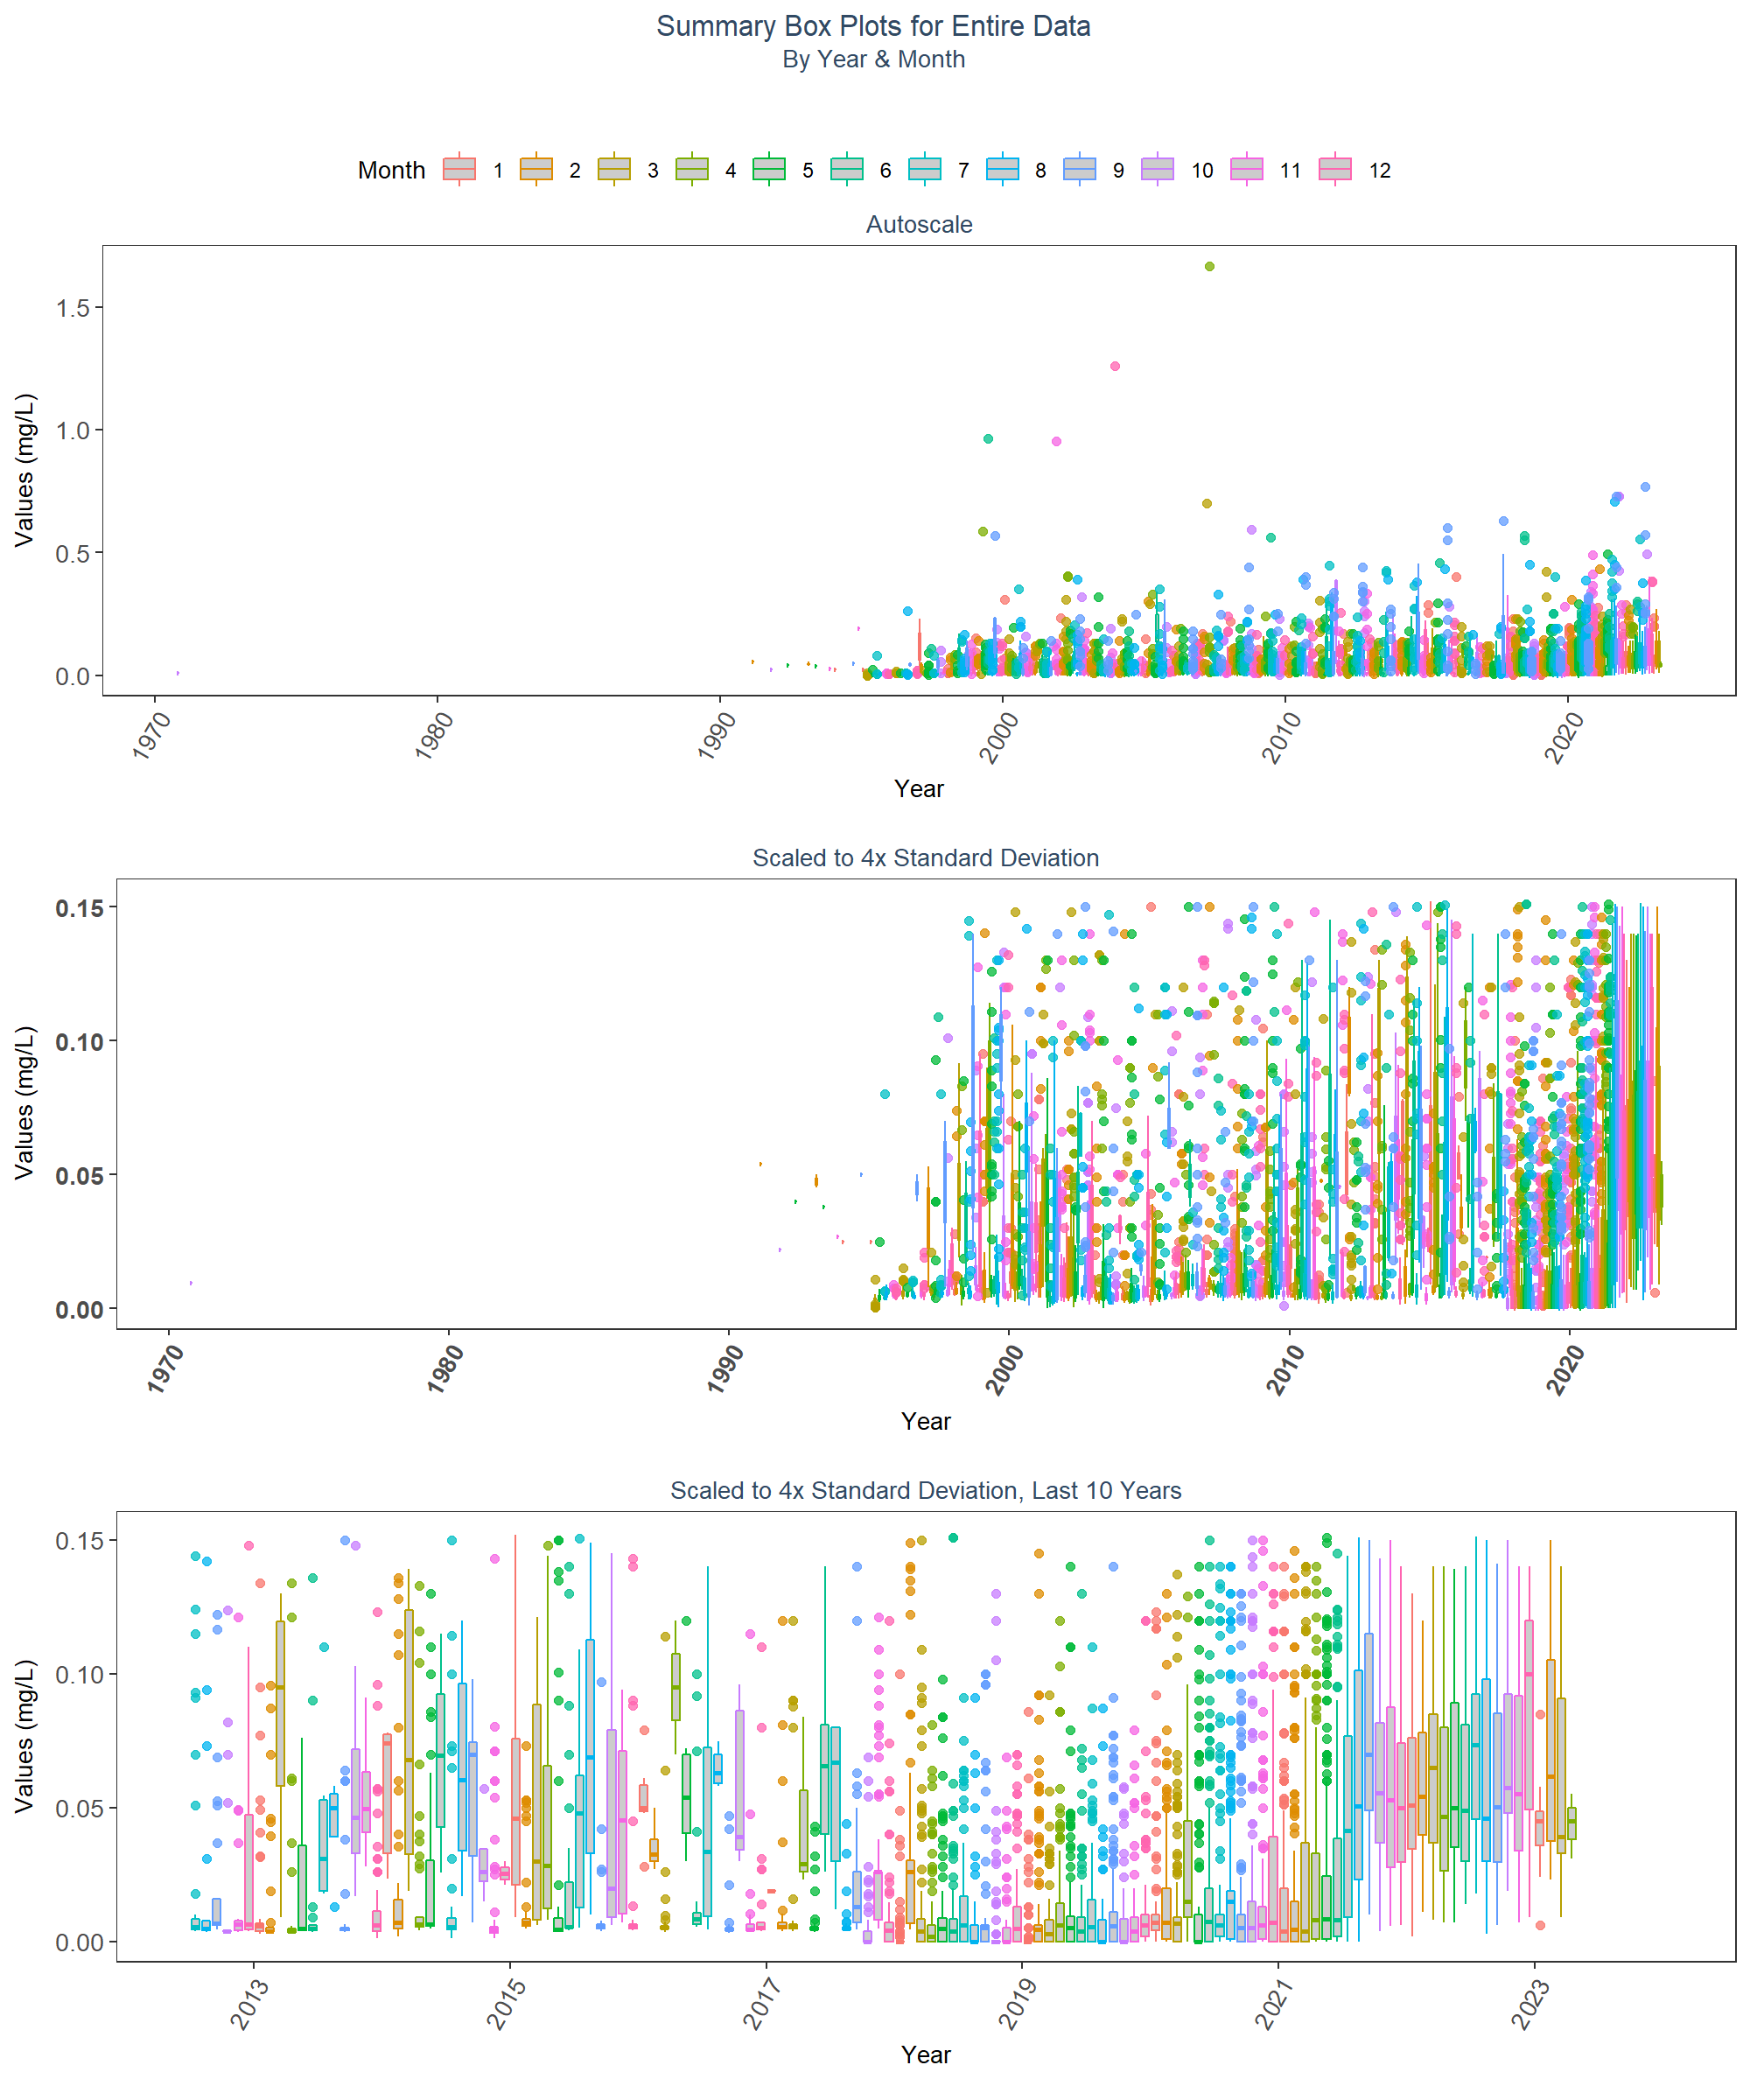 Summary Box Plots for Entire Data
By Year & Month
Month 1 2 3 4 5 6 7 8 9 10 11 12
Autoscale
Values (mg/L)
1.5
1.0
0.5
0.0
1970 1980 1990 2000 2010 2020
Year
Scaled to 4x Standard Deviation
Values (mg/L)
0.15
0.10
0.05
0.00
1970 1980 1990 2000 2010 2020
Year
Scaled to 4x Standard Deviation, Last 10 Years
Values (mg/L)
0.15
0.10
0.05
0.00
2013 2015 2017 2019 2021 2023
Year